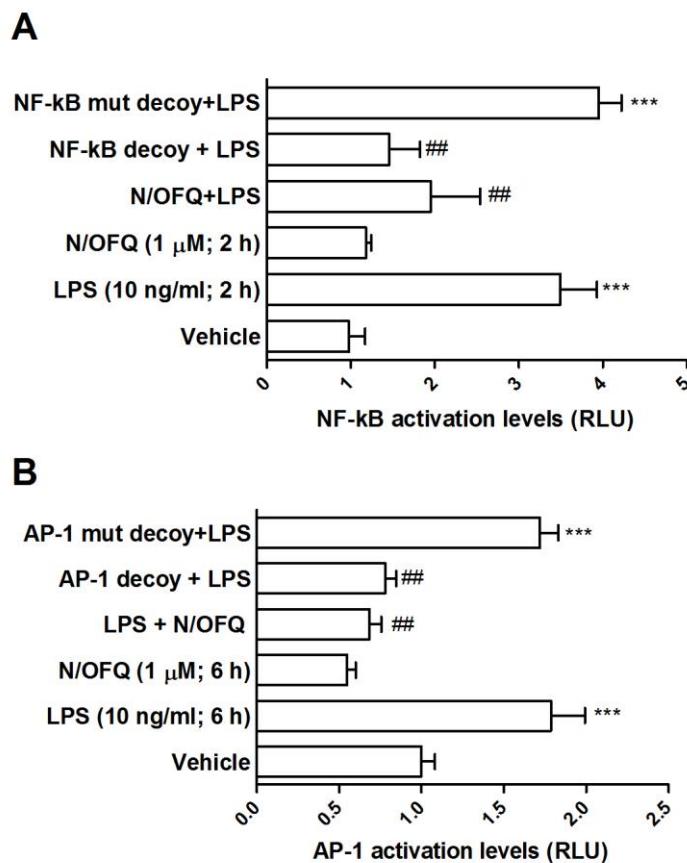 A
NF-kB mut decoy+LPS ***
NF-kB decoy + LPS ##
N/OFQ+LPS ##
N/OFQ (1 μM; 2 h)
LPS (10 ng/ml; 2 h) ***
Vehicle
0 1 2 3 4 5
NF-kB activation levels (RLU)
B
AP-1 mut decoy+LPS ***
AP-1 decoy + LPS ##
LPS + N/OFQ ##
N/OFQ (1 μM; 6 h)
LPS (10 ng/ml; 6 h) ***
Vehicle
0.0 0.5 1.0 1.5 2.0 2.5
AP-1 activation levels (RLU)